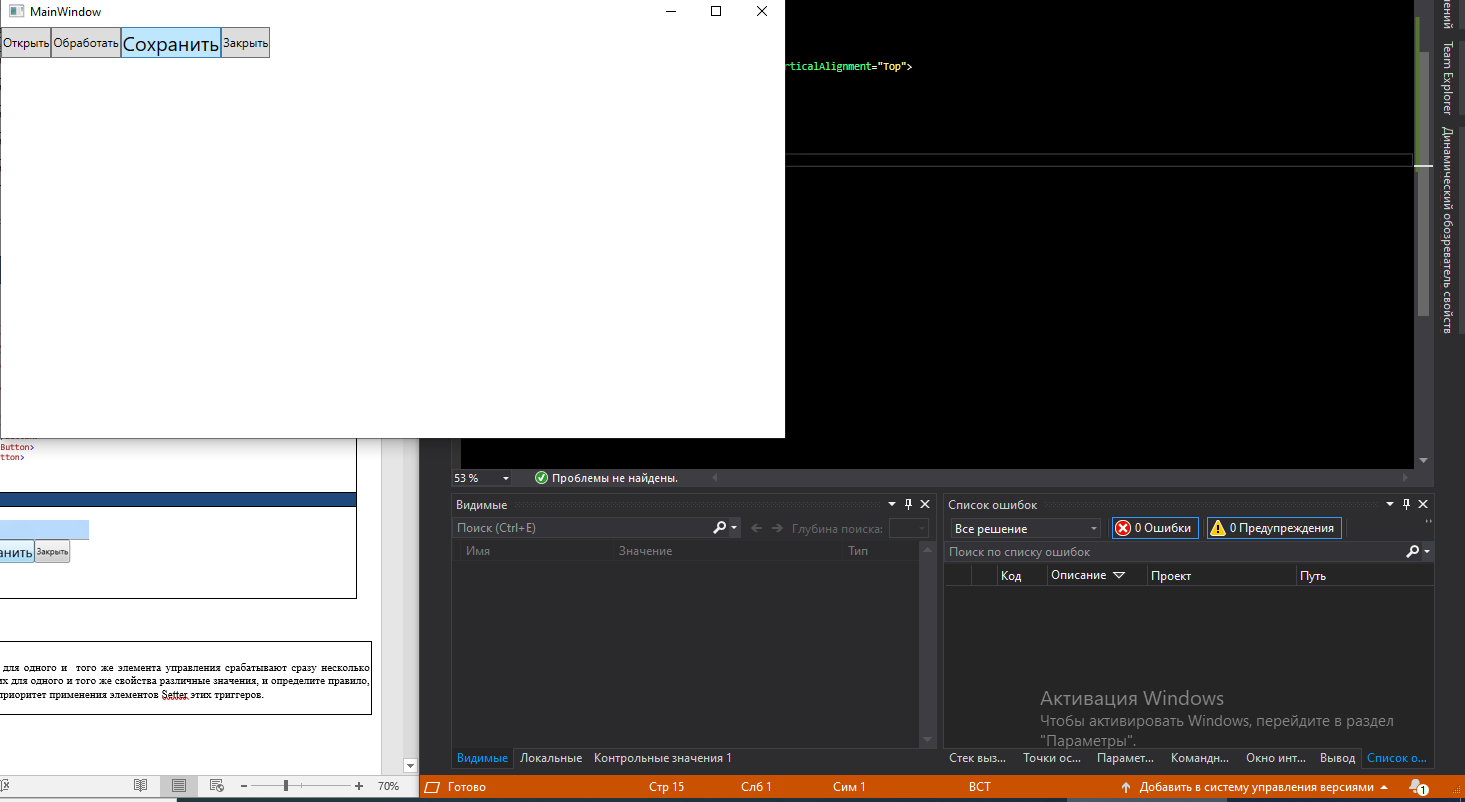 MainWindow
Открыть Обработать Сохранить Закрыть
rticalAlignment="Top">
Team Explorer
Динамический обозреватель свойств
Button>
tton>
анить Закрыть
для одного и того же элемента управления срабатывают сразу несколько
их для одного и того же свойства различные значения, и определите правило,
приоритет применения элементов Setter этих триггеров.
70%
53 %
Проблемы не найдены.
Видимые
Поиск (Ctrl+E)
Глубина поиска:
Имя Значение Тип
Видимые Локальные Контрольные значения 1
Список ошибок
Все решение 0 Ошибки 0 Предупреждения
Поиск по списку ошибок
Код Описание Проект Путь
Активация Windows
Чтобы активировать Windows, перейдите в раздел
"Параметры".
Стек выз... Точки ос... Парамет... Командн... Окно инт... Вывод Список о...
Готово Стр 15 Слб 1 Сим 1 ВСТ Добавить в систему управления версиями 1